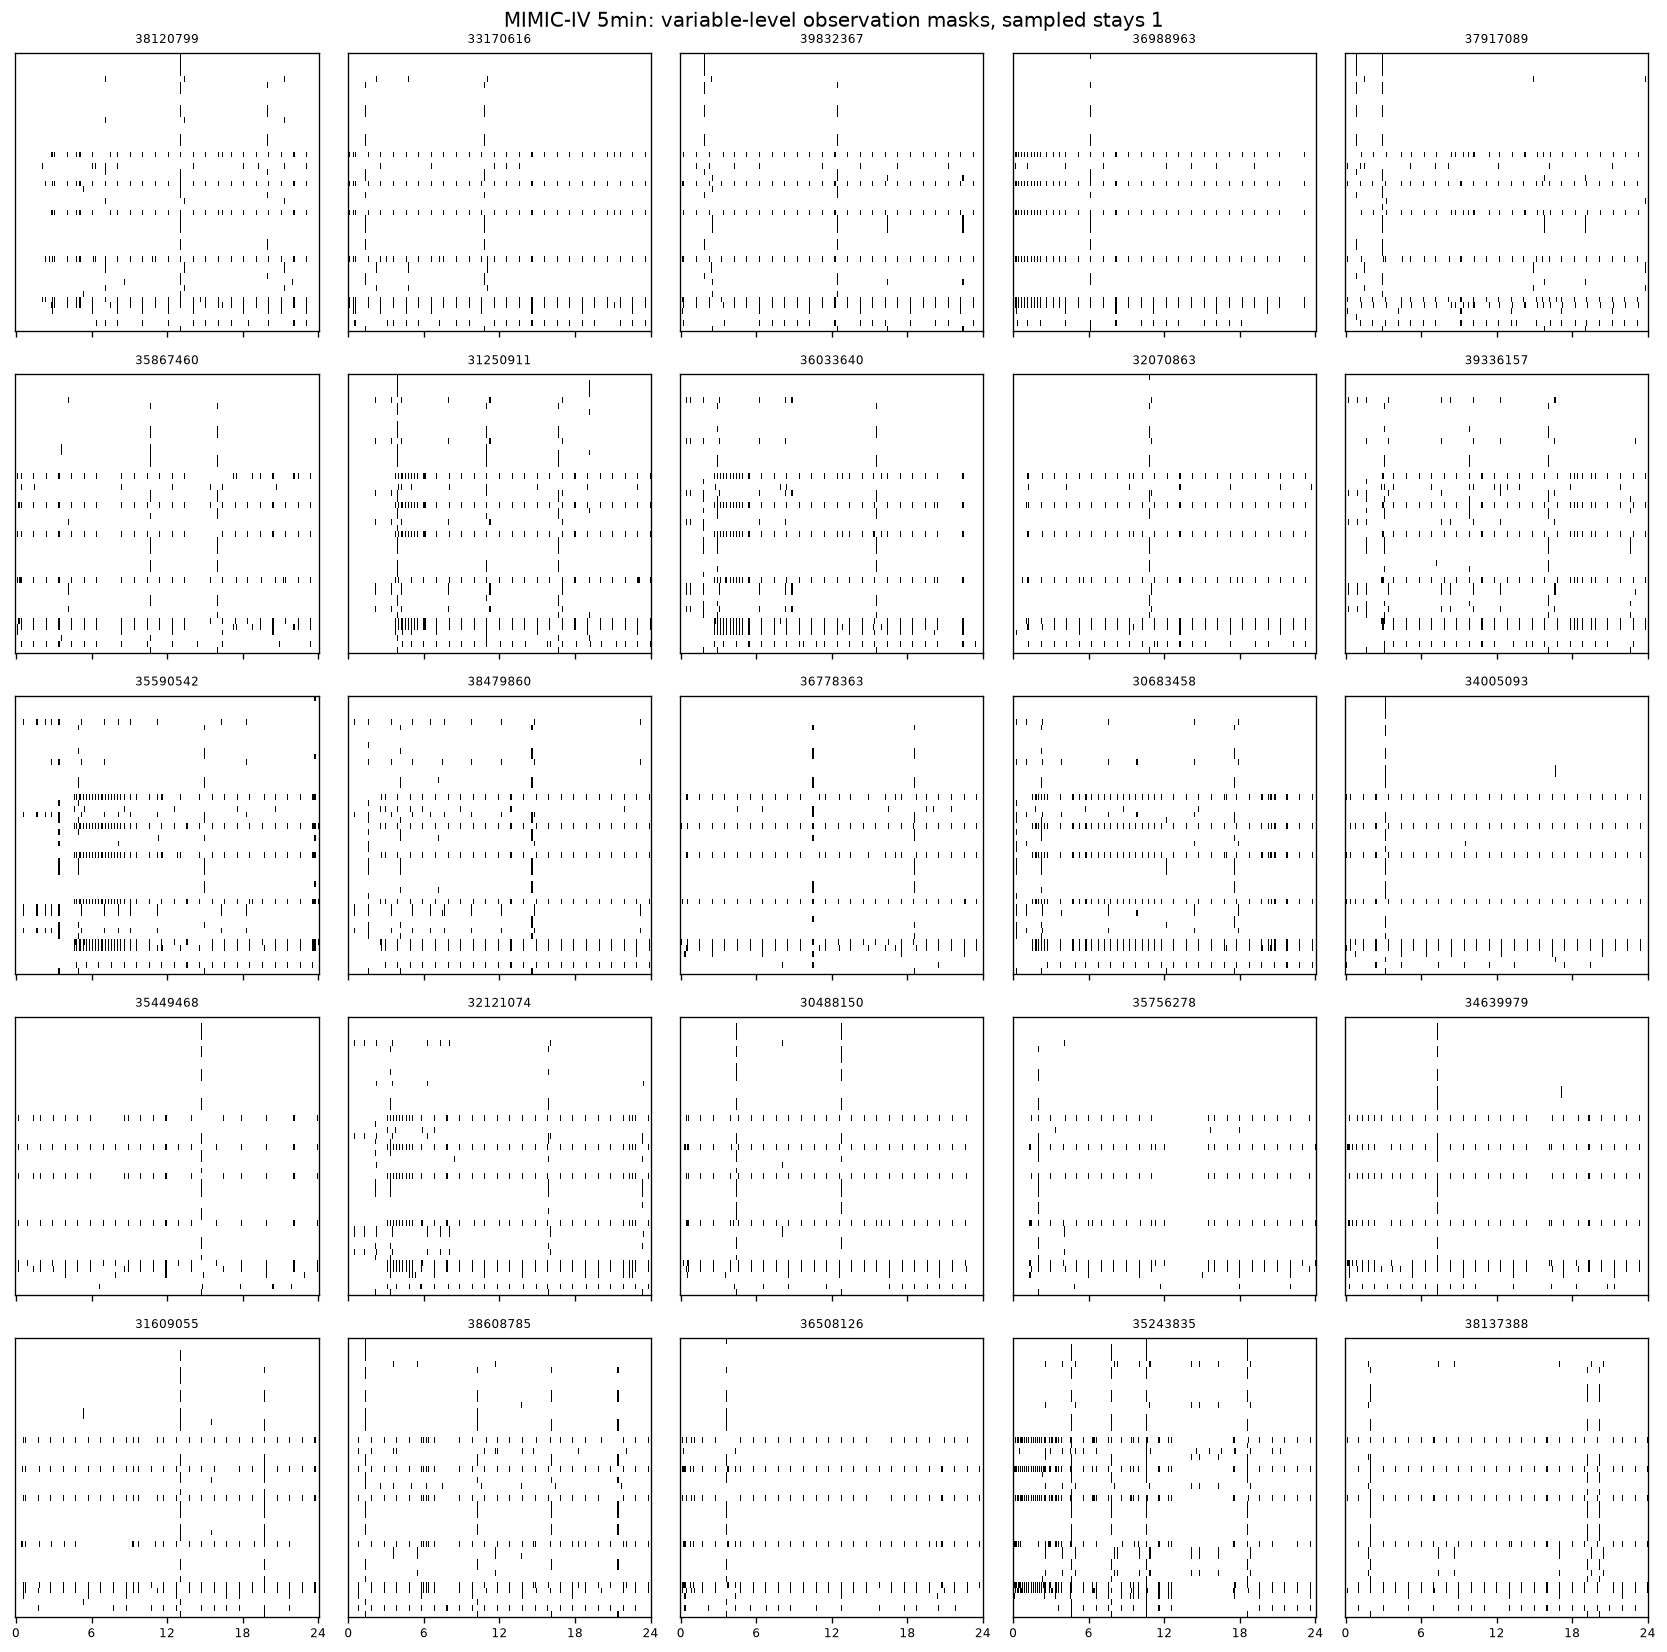 MIMIC-IV 5min: variable-level observation masks, sampled stays 1
38120799 33170616 39832367 36988963 37917089
35867460 31250911 36033640 32070863 39336157
35590542 38479860 36778363 30683458 34005093
35449468 32121074 30488150 35756278 34639979
31609055 38608785 36508126 35243835 38137388
0 6 12 18 24 0 6 12 18 24 0 6 12 18 24 0 6 12 18 24 0 6 12 18 24